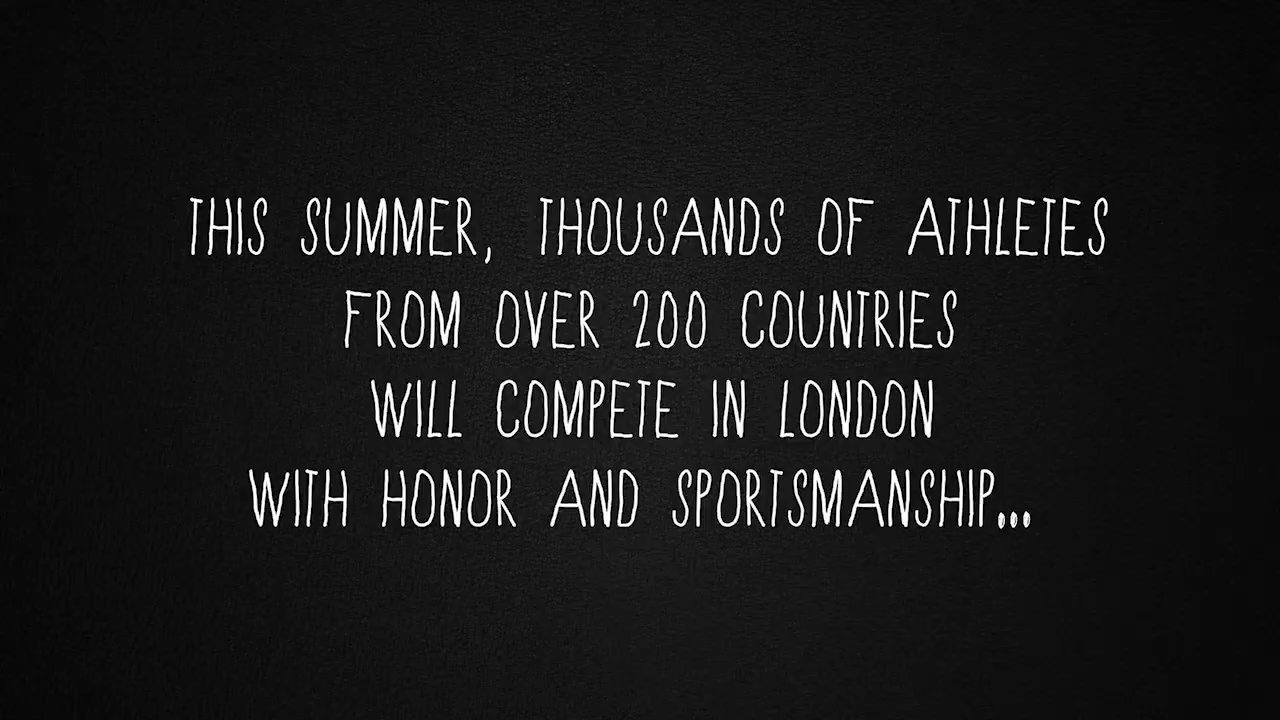 THIS SUMMER, THOUSANDS OF ATHLETES
FROM OVER 200 COUNTRIES
WILL COMPETE IN LONDON
WITH HONOR AND SPORTSMANSHIP...